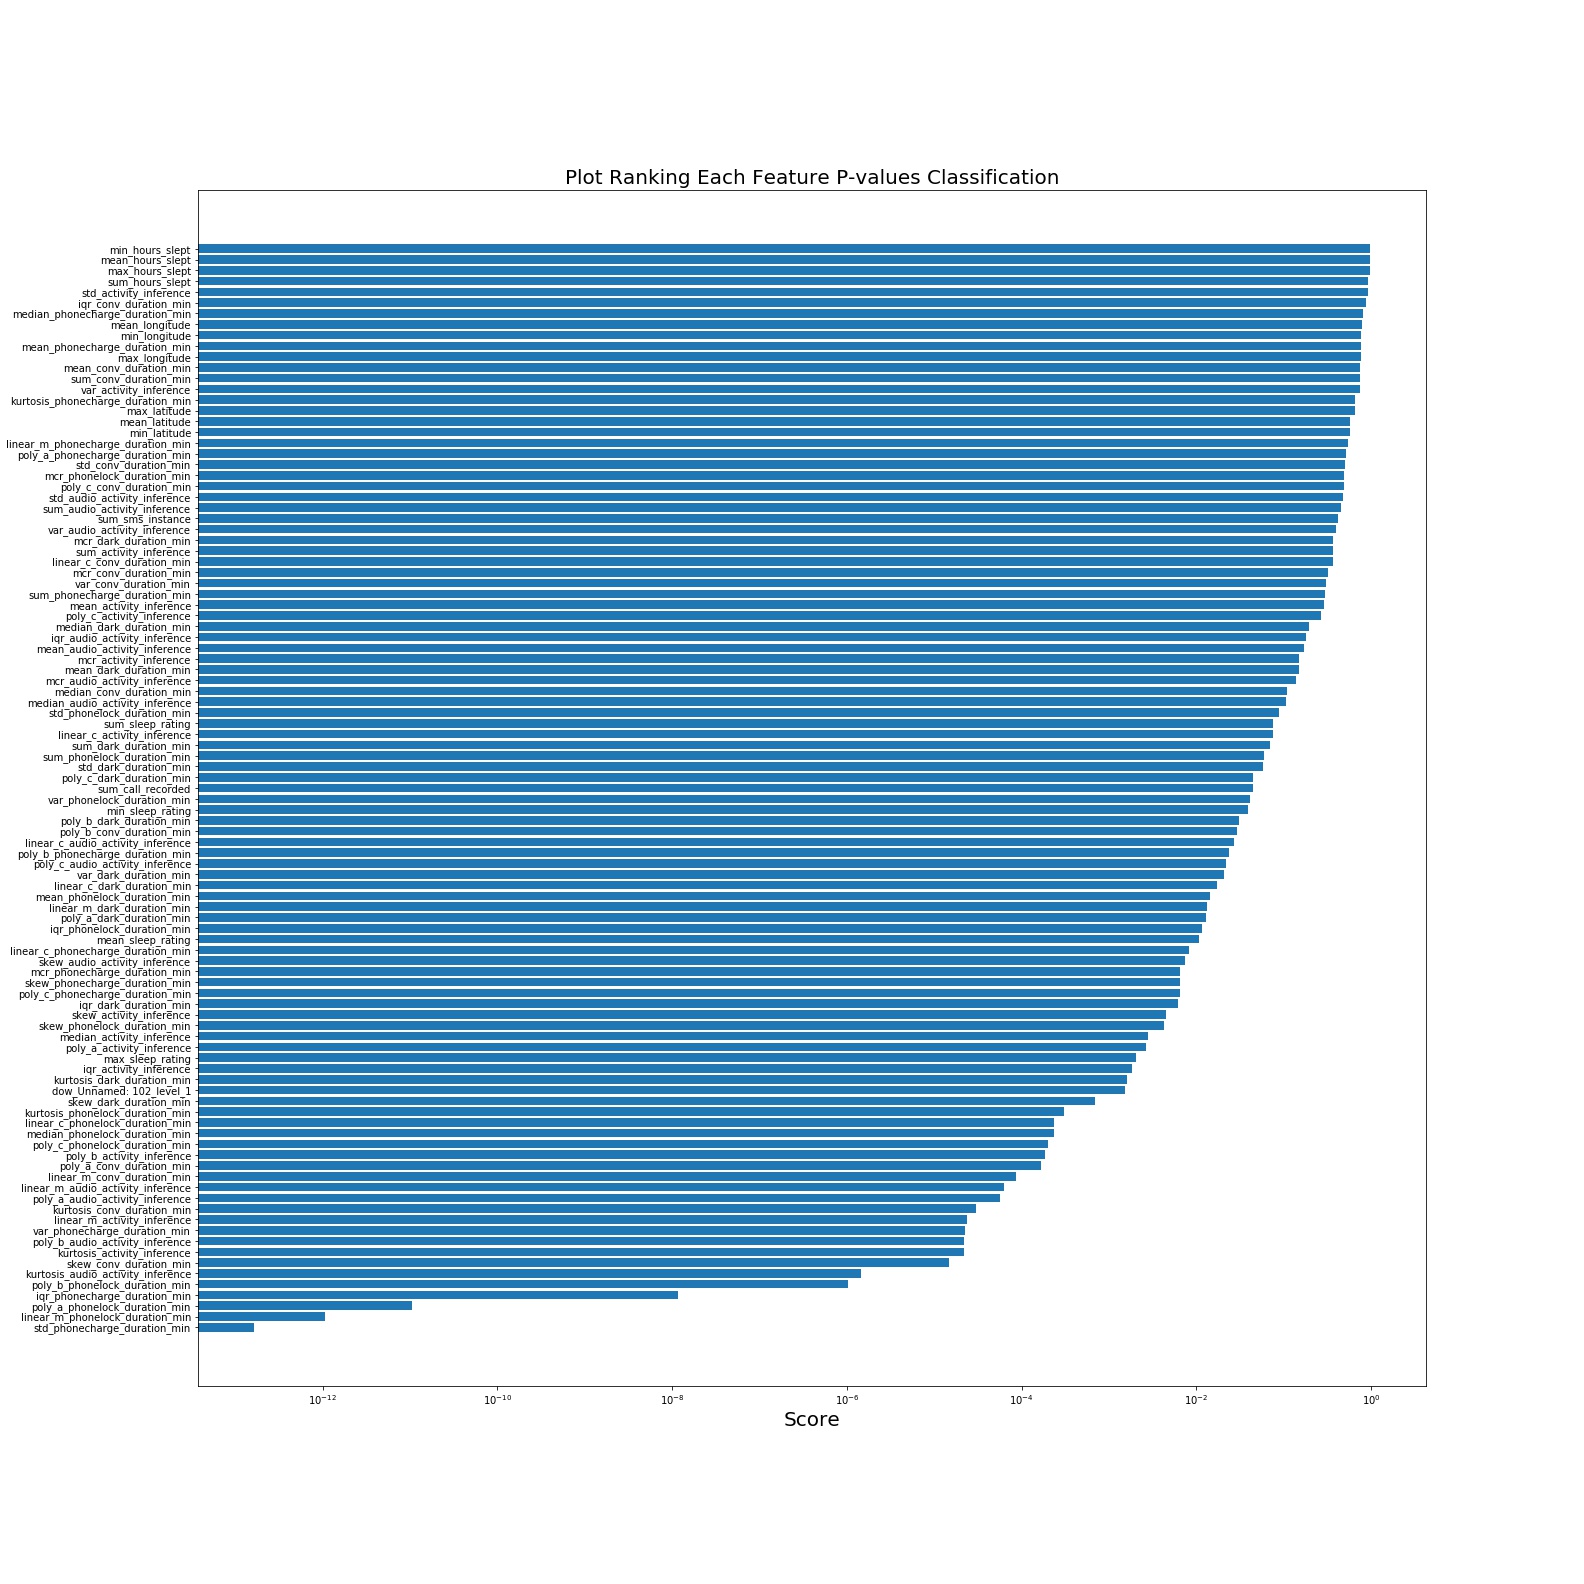 Plot Ranking Each Feature P-values Classification
min_hours_slept
mean_hours_slept
max_hours_slept
sum_hours_slept
std_activity_inference
iqr_conv_duration_min
median_phonecharge_duration_min
mean_longitude
min_longitude
mean_phonecharge_duration_min
max_longitude
mean_conv_duration_min
sum_conv_duration_min
var_activity_inference
kurtosis_phonecharge_duration_min
max_latitude
mean_latitude
min_latitude
linear_m_phonecharge_duration_min
poly_a_phonecharge_duration_min
std_conv_duration_min
mcr_phonelock_duration_min
poly_c_conv_duration_min
std_audio_activity_inference
sum_audio_activity_inference
sum_sms_instance
var_audio_activity_inference
mcr_dark_duration_min
sum_activity_inference
linear_c_conv_duration_min
mcr_conv_duration_min
var_conv_duration_min
sum_phonecharge_duration_min
mean_activity_inference
poly_c_activity_inference
median_dark_duration_min
iqr_audio_activity_inference
mean_audio_activity_inference
mcr_activity_inference
mean_dark_duration_min
mcr_audio_activity_inference
median_conv_duration_min
median_audio_activity_inference
std_phonelock_duration_min
sum_sleep_rating
linear_c_activity_inference
sum_dark_duration_min
sum_phonelock_duration_min
std_dark_duration_min
poly_c_dark_duration_min
sum_call_recorded
var_phonelock_duration_min
min_sleep_rating
poly_b_dark_duration_min
poly_b_conv_duration_min
linear_c_audio_activity_inference
poly_b_phonecharge_duration_min
poly_c_audio_activity_inference
var_dark_duration_min
linear_c_dark_duration_min
mean_phonelock_duration_min
linear_m_dark_duration_min
poly_a_dark_duration_min
iqr_phonelock_duration_min
mean_sleep_rating
linear_c_phonecharge_duration_min
skew_audio_activity_inference
mcr_phonecharge_duration_min
skew_phonecharge_duration_min
poly_c_phonecharge_duration_min
iqr_dark_duration_min
skew_activity_inference
skew_phonelock_duration_min
median_activity_inference
poly_a_activity_inference
max_sleep_rating
iqr_activity_inference
kurtosis_dark_duration_min
dow_Unnamed: 102_level_1
skew_dark_duration_min
kurtosis_phonelock_duration_min
linear_c_phonelock_duration_min
median_phonelock_duration_min
poly_c_phonelock_duration_min
poly_b_activity_inference
poly_a_conv_duration_min
linear_m_conv_duration_min
linear_m_audio_activity_inference
poly_a_audio_activity_inference
kurtosis_conv_duration_min
linear_m_activity_inference
var_phonecharge_duration_min
poly_b_audio_activity_inference
kurtosis_activity_inference
skew_conv_duration_min
kurtosis_audio_activity_inference
poly_b_phonelock_duration_min
iqr_phonecharge_duration_min
poly_a_phonelock_duration_min
linear_m_phonelock_duration_min
std_phonecharge_duration_min
10⁻¹² 10⁻¹⁰ 10⁻⁸ 10⁻⁶ 10⁻⁴ 10⁻² 10⁰
Score